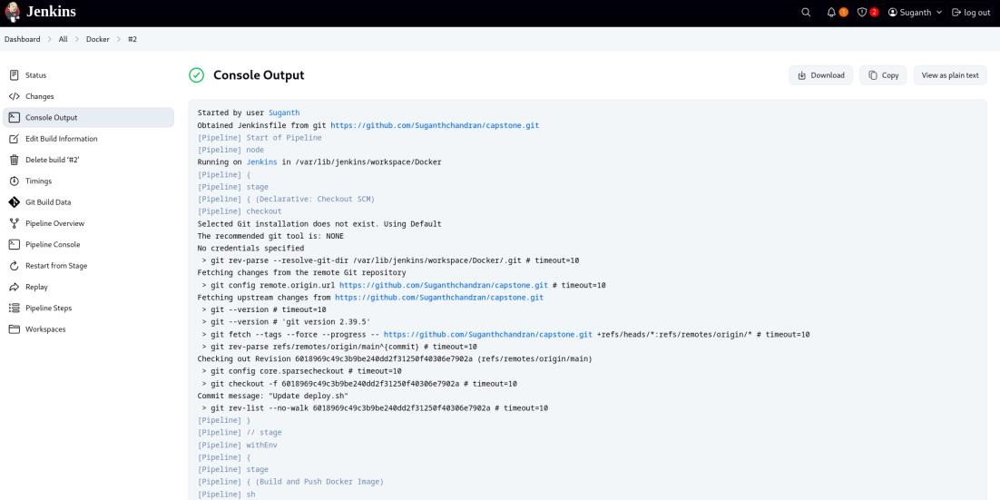 Jenkins
1
2
Suganth
log out
Dashboard > All > Docker > #2
Status
Changes
Console Output
Edit Build Information
Delete build ‘#2’
Timings
Git Build Data
Pipeline Overview
Pipeline Console
Restart from Stage
Replay
Pipeline Steps
Workspaces
Console Output
Download
Copy
View as plain text
Started by user Suganth
Obtained Jenkinsfile from git https://github.com/Suganthchandran/capstone.git
[Pipeline] Start of Pipeline
[Pipeline] node
Running on Jenkins in /var/lib/jenkins/workspace/Docker
[Pipeline] {
[Pipeline] stage
[Pipeline] { (Declarative: Checkout SCM)
[Pipeline] checkout
Selected Git installation does not exist. Using Default
The recommended git tool is: NONE
No credentials specified
> git rev-parse --resolve-git-dir /var/lib/jenkins/workspace/Docker/.git # timeout=10
Fetching changes from the remote Git repository
> git config remote.origin.url https://github.com/Suganthchandran/capstone.git # timeout=10
Fetching upstream changes from https://github.com/Suganthchandran/capstone.git
> git --version # timeout=10
> git --version # 'git version 2.39.5'
> git fetch --tags --force --progress -- https://github.com/Suganthchandran/capstone.git +refs/heads/*:refs/remotes/origin/* # timeout=10
> git rev-parse refs/remotes/origin/main^{commit} # timeout=10
Checking out Revision 6018969c49c3b9be240dd2f31250f40306e7902a (refs/remotes/origin/main)
> git config core.sparsecheckout # timeout=10
> git checkout -f 6018969c49c3b9be240dd2f31250f40306e7902a # timeout=10
Commit message: "Update deploy.sh"
> git rev-list --no-walk 6018969c49c3b9be240dd2f31250f40306e7902a # timeout=10
[Pipeline] }
[Pipeline] // stage
[Pipeline] withEnv
[Pipeline] {
[Pipeline] stage
[Pipeline] { (Build and Push Docker Image)
[Pipeline] sh